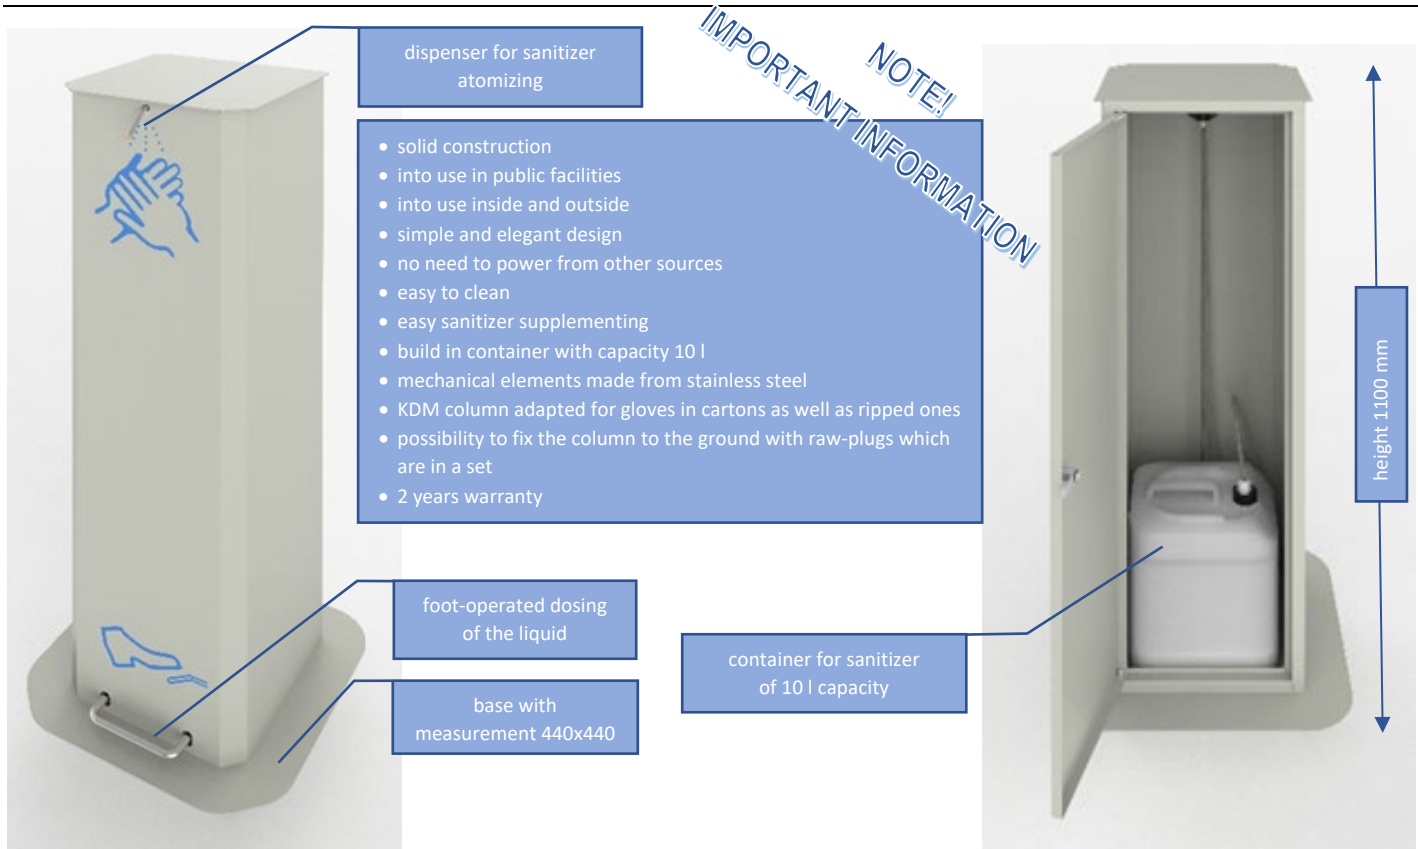 dispenser for sanitizer
atomizing
NOTE!
IMPORTANT INFORMATION
• solid construction
• into use in public facilities
• into use inside and outside
• simple and elegant design
• no need to power from other sources
• easy to clean
• easy sanitizer supplementing
• build in container with capacity 10 l
• mechanical elements made from stainless steel
• KDM column adapted for gloves in cartons as well as ripped ones
• possibility to fix the column to the ground with raw-plugs which
are in a set
• 2 years warranty
height 1100 mm
foot-operated dosing
of the liquid
container for sanitizer
of 10 l capacity
base with
measurement 440x440